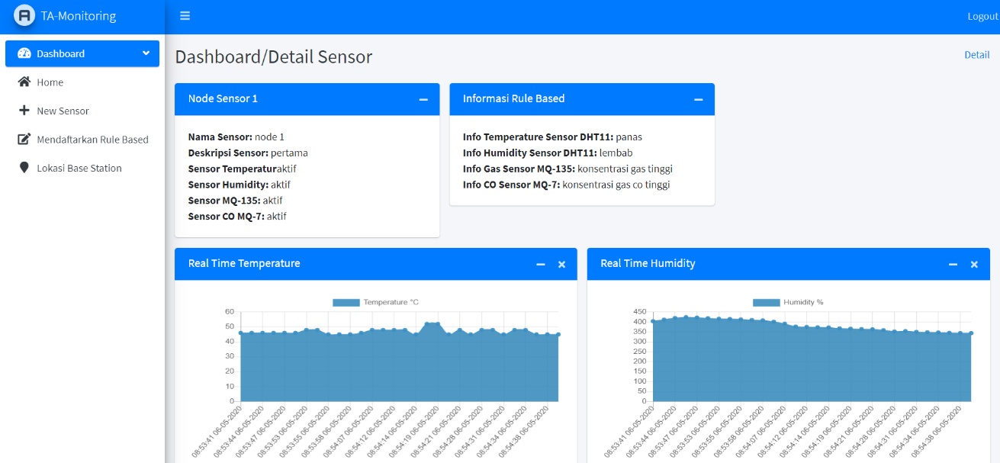 TA-Monitoring
Logout
Dashboard
Home
New Sensor
Mendaftarkan Rule Based
Lokasi Base Station
Dashboard/Detail Sensor
Detail
Node Sensor 1
Nama Sensor: node 1
Deskripsi Sensor: pertama
Sensor Temperaturaktif
Sensor Humidity: aktif
Sensor MQ-135: aktif
Sensor CO MQ-7: aktif
Informasi Rule Based
Info Temperature Sensor DHT11: panas
Info Humidity Sensor DHT11: lembab
Info Gas Sensor MQ-135: konsentrasi gas tinggi
Info CO Sensor MQ-7: konsentrasi gas co tinggi
Real Time Temperature
Temperature °C
60
50
40
30
20
10
0
08:53:41 06-05-2020
08:53:44 06-05-2020
08:53:47 06-05-2020
08:53:53 06-05-2020
08:53:55 06-05-2020
08:53:58 06-05-2020
08:54:07 06-05-2020
08:54:12 06-05-2020
08:54:14 06-05-2020
08:54:19 06-05-2020
08:54:21 06-05-2020
08:54:28 06-05-2020
08:54:31 06-05-2020
08:54:34 06-05-2020
08:54:38 06-05-2020
Real Time Humidity
Humidity %
450
400
350
300
250
200
150
100
50
0
08:53:41 06-05-2020
08:53:44 06-05-2020
08:53:47 06-05-2020
08:53:53 06-05-2020
08:53:55 06-05-2020
08:53:58 06-05-2020
08:54:07 06-05-2020
08:54:12 06-05-2020
08:54:14 06-05-2020
08:54:19 06-05-2020
08:54:21 06-05-2020
08:54:28 06-05-2020
08:54:31 06-05-2020
08:54:34 06-05-2020
08:54:38 06-05-2020